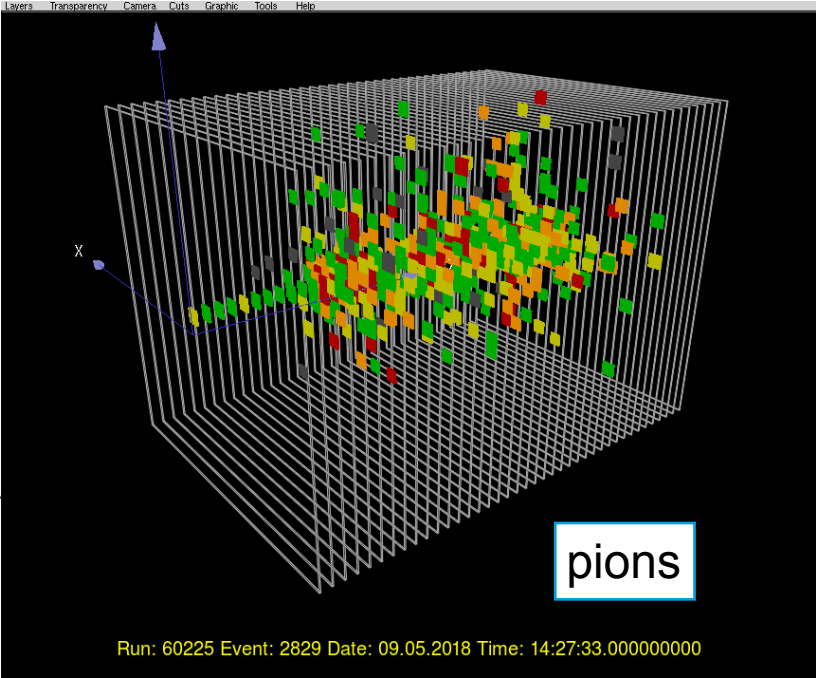 Layers Transparency Camera Cuts Graphic Tools Help
X
pions
Run: 60225 Event: 2829 Date: 09.05.2018 Time: 14:27:33.000000000